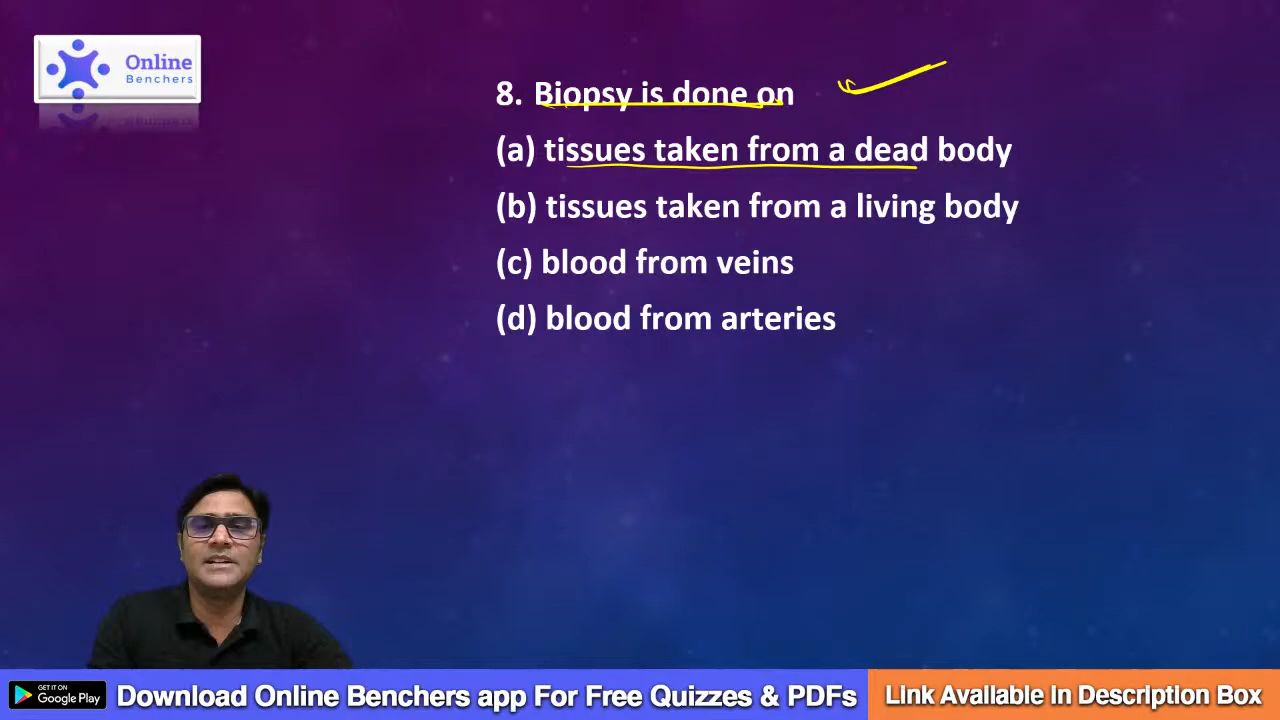 Online
Benchers
8. Biopsy is done on
(a) tissues taken from a dead body
(b) tissues taken from a living body
(c) blood from veins
(d) blood from arteries
GET IT ON
Google Play
Download Online Benchers app For Free Quizzes & PDFs
Link Available In Description Box